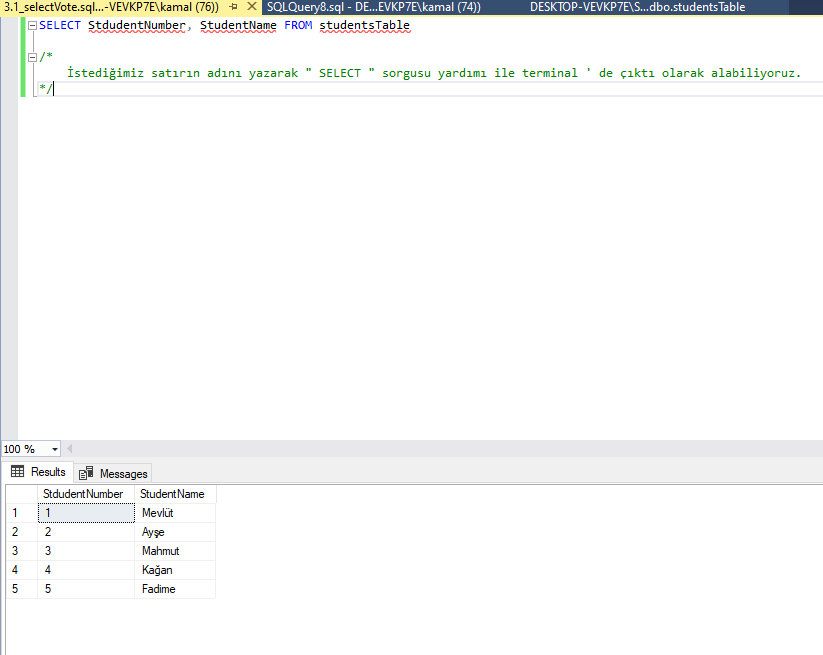 3.1_selectVote.sql...-VEVKP7E\kamal (76)) SQLQuery8.sql - DE...EVKP7E\kamal (74)) DESKTOP-VEVKP7E\S...dbo.studentsTable
SELECT StdudentNumber, StudentName FROM studentsTable
/*
İstediğimiz satırın adını yazarak " SELECT " sorgusu yardımı ile terminal ' de çıktı olarak alabiliyoruz.
*/
100 %
Results Messages
StdudentNumber StudentName
1 1 Mevlüt
2 2 Ayşe
3 3 Mahmut
4 4 Kağan
5 5 Fadime